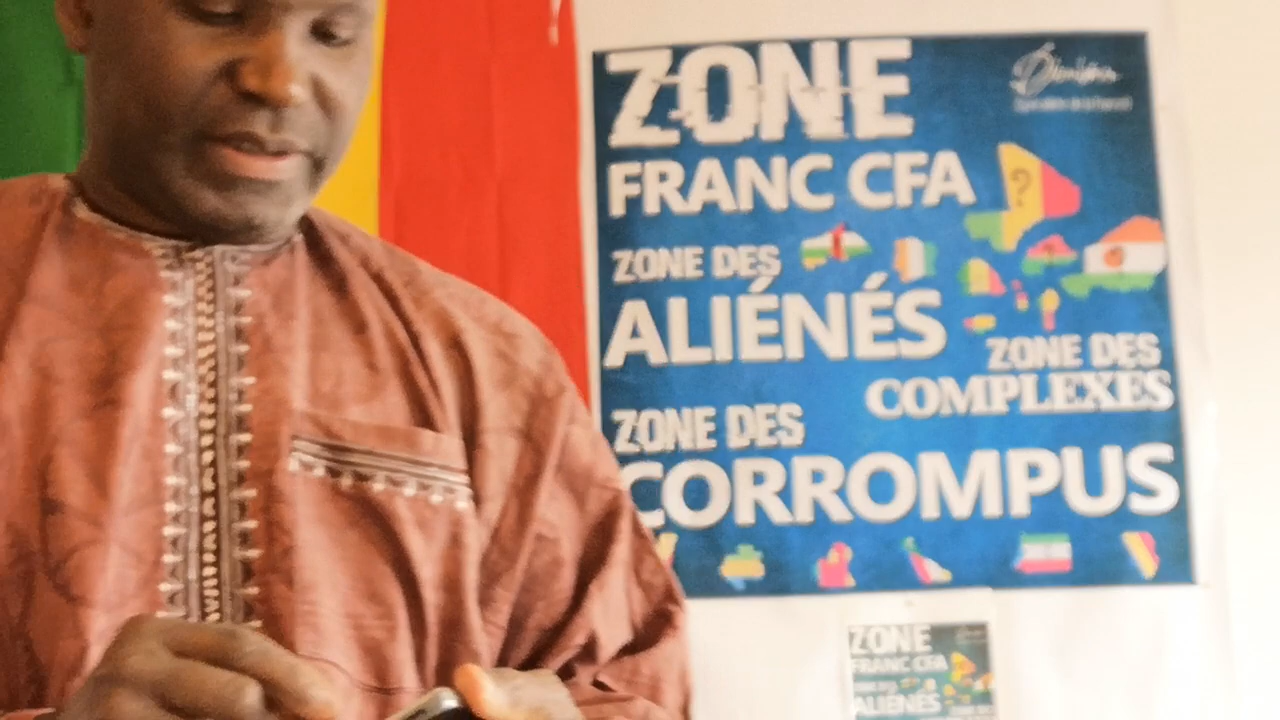 ZONE
FRANC CFA
?
ZONE DES
ALIÉNÉS
ZONE DES
COMPLEXES
ZONE DES
CORROMPUS
ZONE
FRANC CFA
ALIÉNÉS